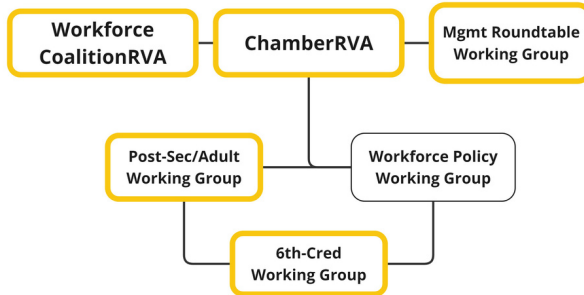 Workforce
CoalitionRVA
ChamberRVA
Mgmt Roundtable
Working Group
Post-Sec/Adult
Working Group
Workforce Policy
Working Group
6th-Cred
Working Group